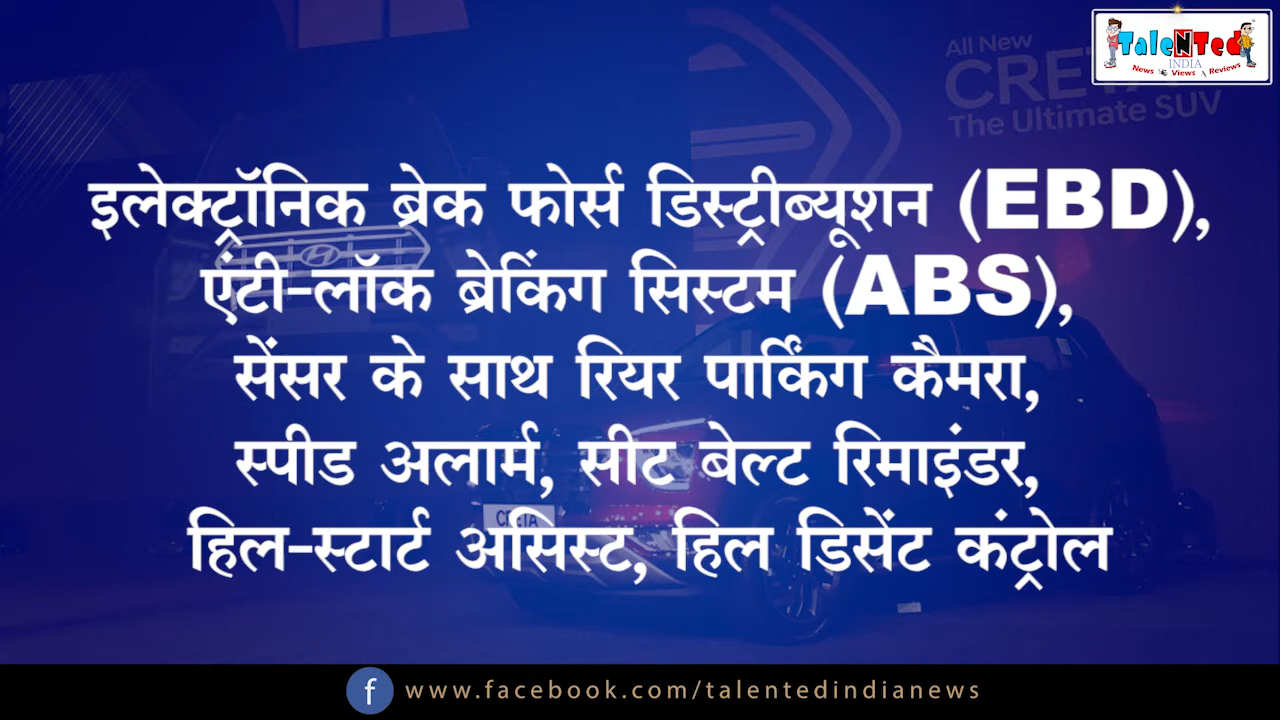 All New
CRETA
The Ultimate SUV
TaleNTed
INDIA
News Views Reviews
इलेक्ट्रॉनिक ब्रेक फोर्स डिस्ट्रीब्यूशन (EBD),
एंटी-लॉक ब्रेकिंग सिस्टम (ABS),
सेंसर के साथ रियर पार्किंग कैमरा,
स्पीड अलार्म, सीट बेल्ट रिमाइंडर,
हिल-स्टार्ट असिस्ट, हिल डिसेंट कंट्रोल
CRETA
f www.facebook.com/talentedindianews